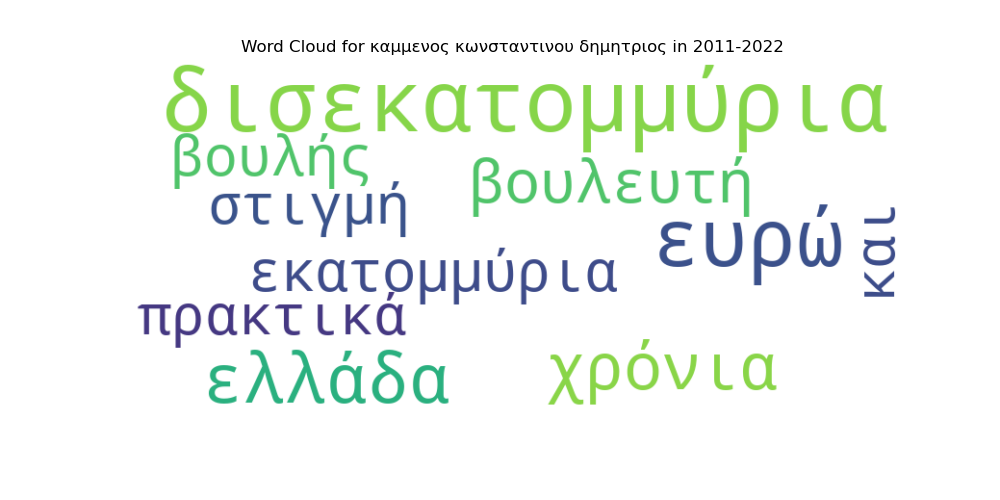 Word Cloud for καμμενος κωνσταντινου δημητριος in 2011-2022
δισεκατομμύρια
βουλής
βουλευτή
στιγμή
ευρώ
και
εκατομμύρια
πρακτικά
ελλάδα
χρόνια